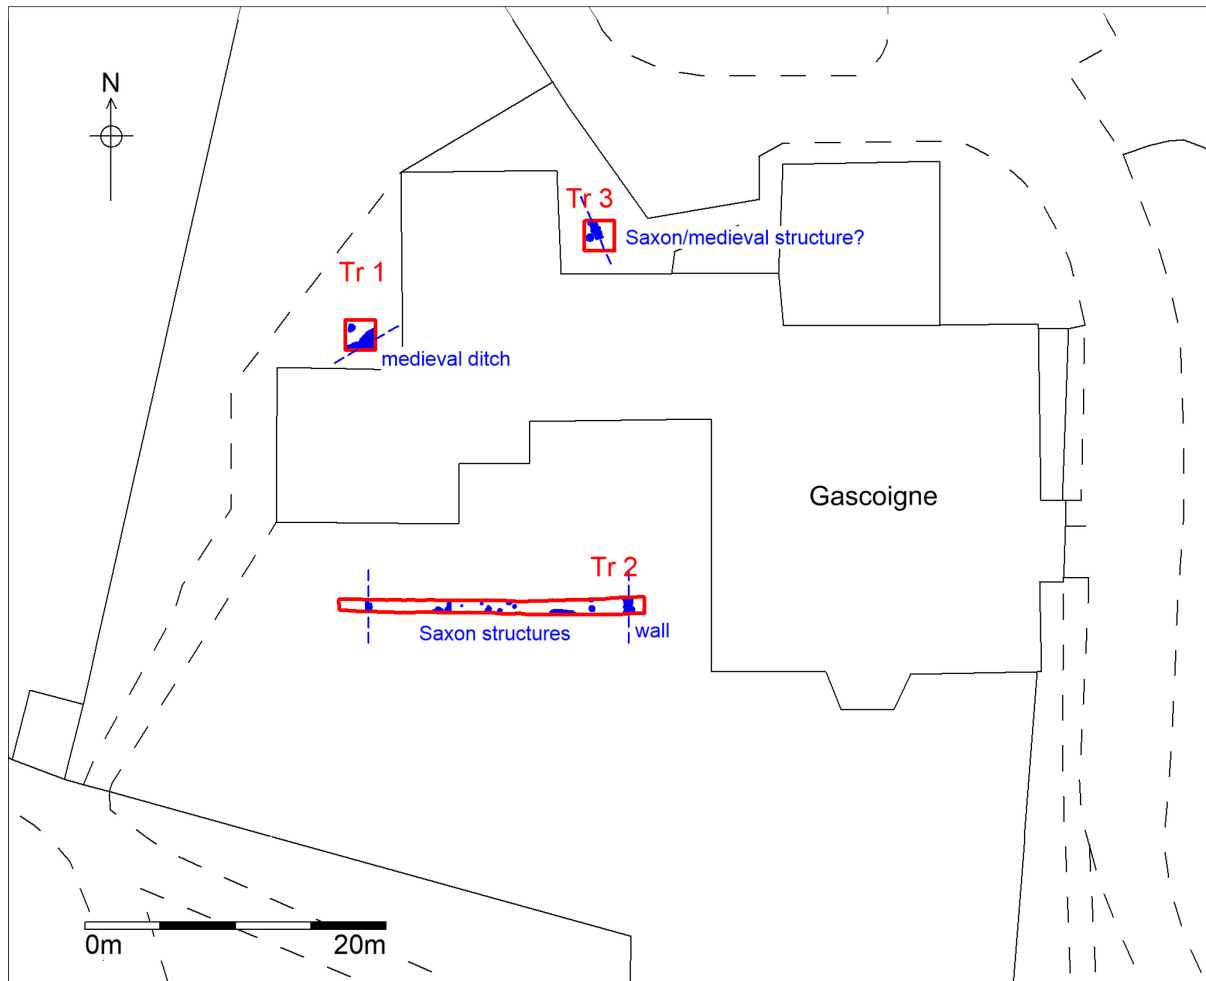 N
Tr 3
Saxon/medieval structure?
Tr 1
medieval ditch
Gascoigne
Tr 2
Saxon structures
wall
0m
20m